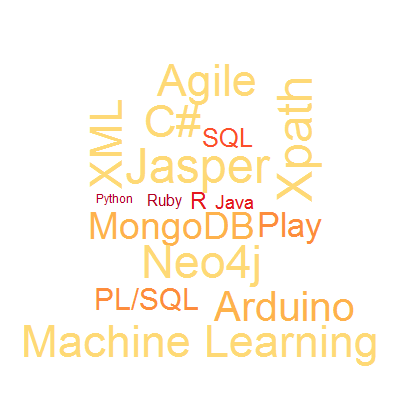 Agile
C#
XML
Xpath
SQL
Jasper
Python Ruby R Java
MongoDB Play
Neo4j
PL/SQL Arduino
Machine Learning